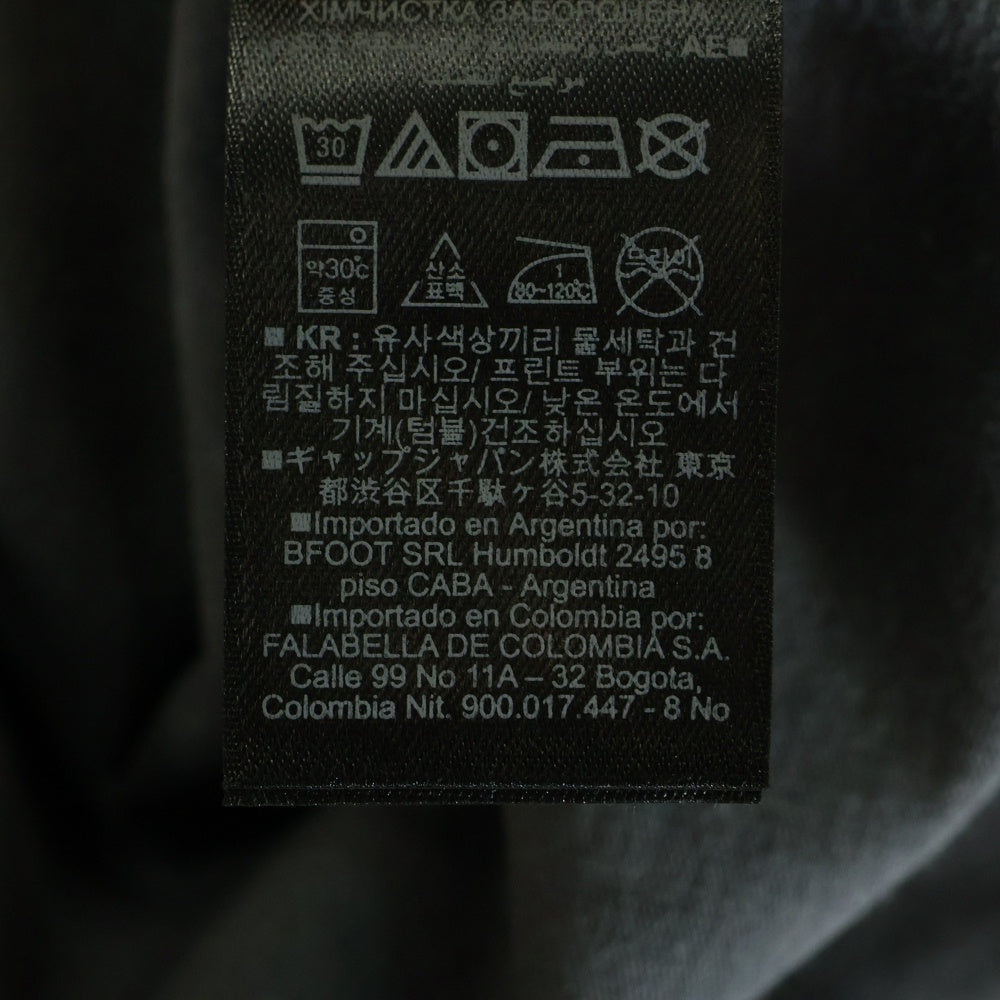 ХІМЧИСТКА ЗАБОРОНЕНА
AE
30
약30℃
중성
산소
표백
1
80~120℃
드라이
■ KR : 유사색상끼리 물세탁과 건
조해 주십시오/ 프린트 부위는 다
림질하지 마십시오/ 낮은 온도에서
기계(텀블)건조하십시오
■ギャップジャパン株式会社 東京
都渋谷区千駄ヶ谷5-32-10
■Importado en Argentina por:
BFOOT SRL Humboldt 2495 8
piso CABA - Argentina
■Importado en Colombia por:
FALABELLA DE COLOMBIA S.A.
Calle 99 No 11A – 32 Bogota,
Colombia Nit. 900.017.447 - 8 No